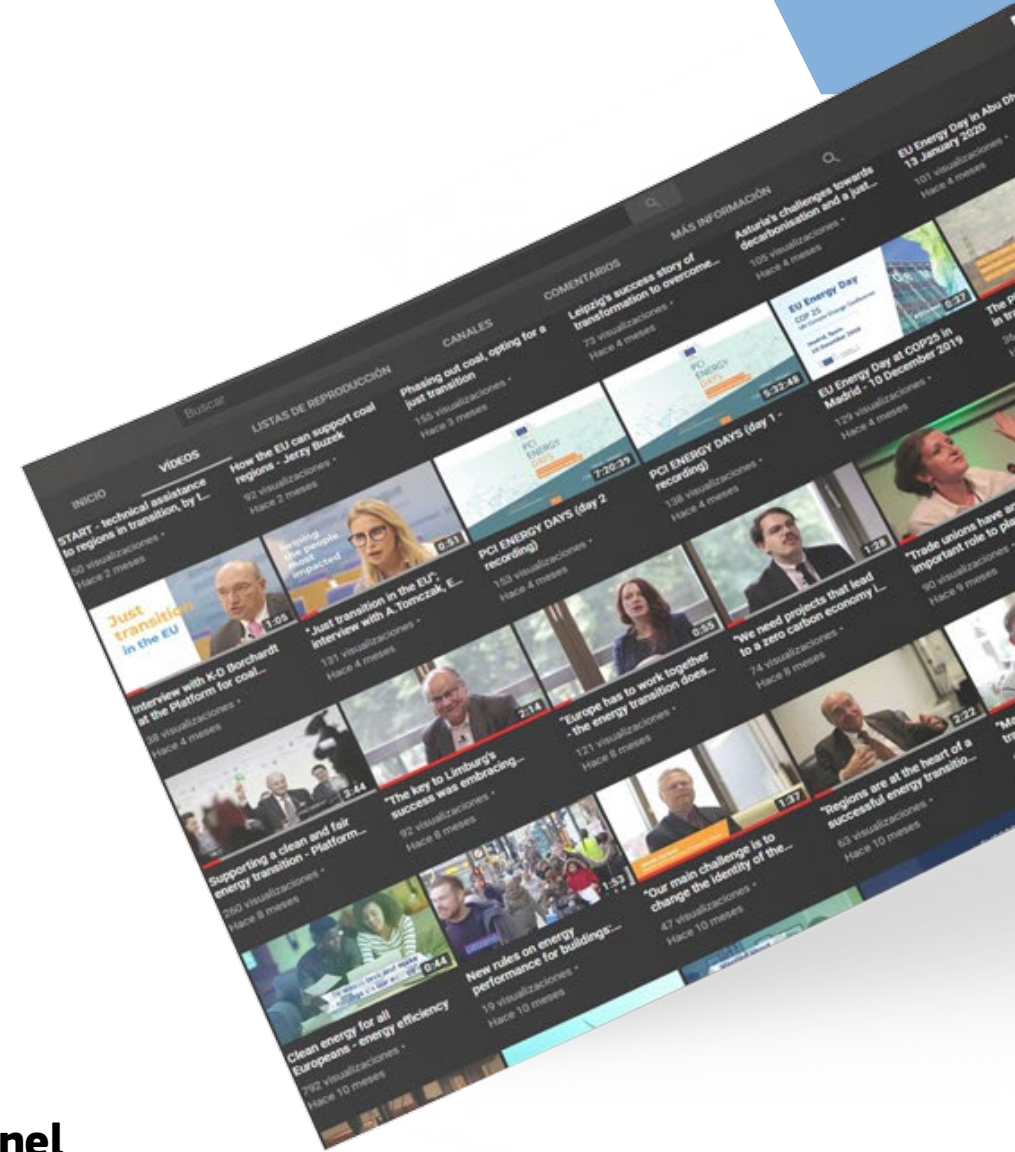 Buscar
INICIO
VÍDEOS
LISTAS DE REPRODUCCIÓN
CANALES
COMENTARIOS
MÁS INFORMACIÓN
START - technical assistance
to regions in transition, by t...
50 visualizaciones •
Hace 2 meses
How the EU can support coal
regions - Jerzy Buzek
92 visualizaciones •
Hace 2 meses
Phasing out coal, opting for a
just transition
155 visualizaciones •
Hace 3 meses
Leipzig's success story of
transformation to overcome...
73 visualizaciones •
Hace 4 meses
Asturia's challenges towards
decarbonisation and a just...
105 visualizaciones •
Hace 4 meses
EU Energy Day in Abu Dh
13 January 2020
101 visualizaciones •
Hace 4 meses
Just
transition
in the EU
1:05
Interview with K-D Borchardt
at the Platform for coal...
38 visualizaciones •
Hace 4 meses
helping
the people
most
impacted
0:51
"Just transition in the EU":
interview with A.Tomczak, E...
131 visualizaciones •
Hace 4 meses
PCI
ENERGY
DAYS
7:20:39
PCI ENERGY DAYS (day 2
recording)
153 visualizaciones •
Hace 4 meses
PCI
ENERGY
DAYS
5:32:48
PCI ENERGY DAYS (day 1 -
recording)
138 visualizaciones •
Hace 4 meses
EU Energy Day
COP 25
UN Climate Change Conference
Madrid, Spain
10 December 2019
0:37
EU Energy Day at COP25 in
Madrid - 10 December 2019
129 visualizaciones •
Hace 4 meses
Hace
3:44
Supporting a clean and fair
energy transition - Platform...
260 visualizaciones •
Hace 8 meses
2:14
"The key to Limburg's
success was embracing...
92 visualizaciones •
Hace 8 meses
0:55
"Europe has to work together
- the energy transition does...
121 visualizaciones •
Hace 8 meses
1:28
"We need projects that lead
to a zero carbon economy i...
74 visualizaciones •
Hace 8 meses
"Trade unions have an
important role to pla
90 visualizaciones
Hace 9 meses
0:44
Clean energy for all
Europeans - energy efficiency
792 visualizaciones •
Hace 10 meses
1:53
New rules on energy
performance for buildings:...
19 visualizaciones •
Hace 10 meses
1:37
"Our main challenge is to
change the identity of the...
47 visualizaciones •
Hace 10 meses
2:22
"Regions are at the heart of a
successful energy transitio...
63 visualizaciones •
Hace 10 meses
nel